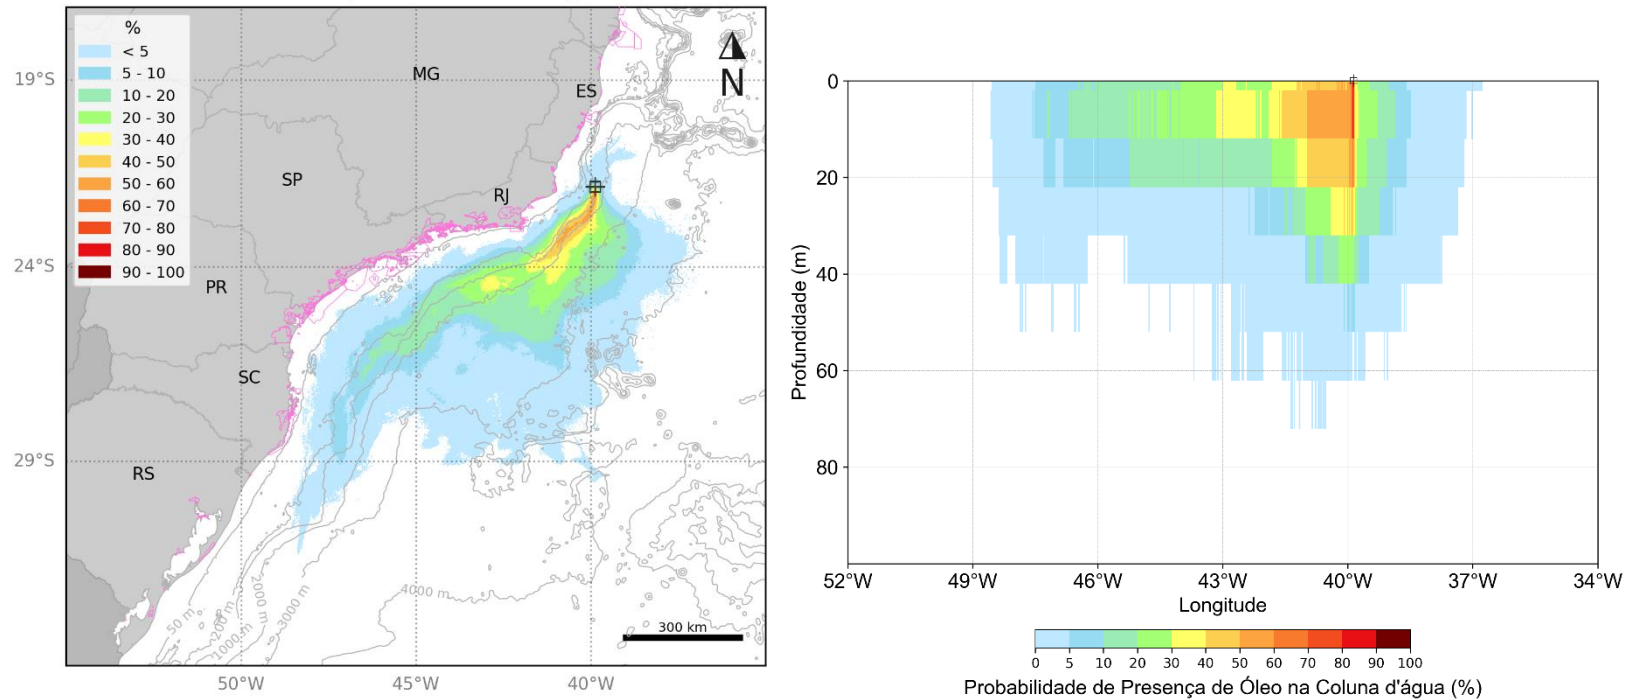 %
< 5
5 - 10
10 - 20
20 - 30
30 - 40
40 - 50
50 - 60
60 - 70
70 - 80
80 - 90
90 - 100
N
MG
ES
SP
RJ
PR
SC
RS
19°S
24°S
29°S
50°W
45°W
40°W
50 m
200 m
1000 m
2000 m
3000 m
4000 m
300 km
Profundidade (m)
0
20
40
60
80
52°W
49°W
46°W
43°W
40°W
37°W
34°W
Longitude
0
5
10
20
30
40
50
60
70
80
90
100
Probabilidade de Presença de Óleo na Coluna d'água (%)